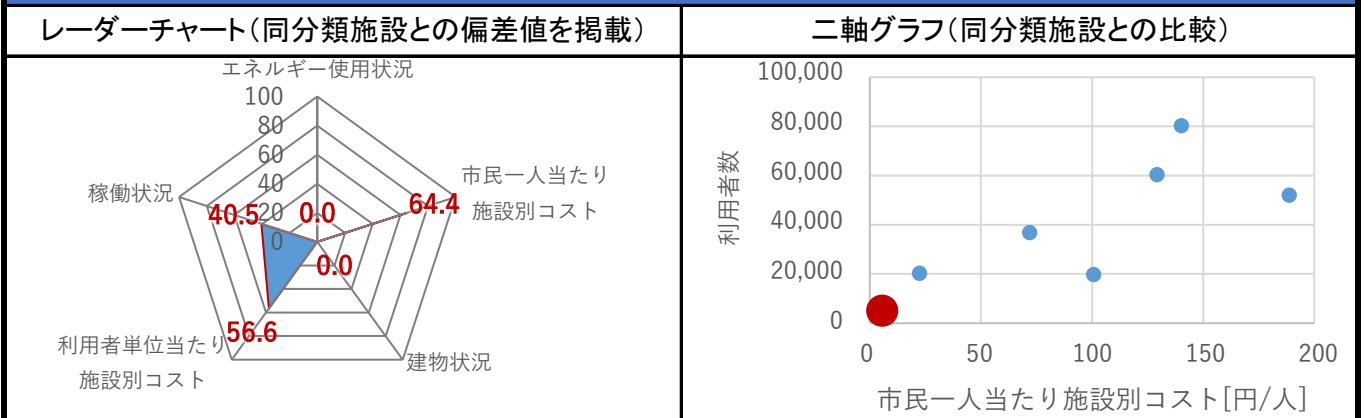 レーダーチャート(同分類施設との偏差値を掲載)
二軸グラフ(同分類施設との比較)
エネルギー使用状況
100
80
60
40
20
0
市民一人当たり
施設別コスト
建物状況
利用者単位当たり
施設別コスト
稼働状況
0.0
64.4
0.0
56.6
40.5
利用者数
100,000
80,000
60,000
40,000
20,000
0
0 50 100 150 200
市民一人当たり施設別コスト[円/人]